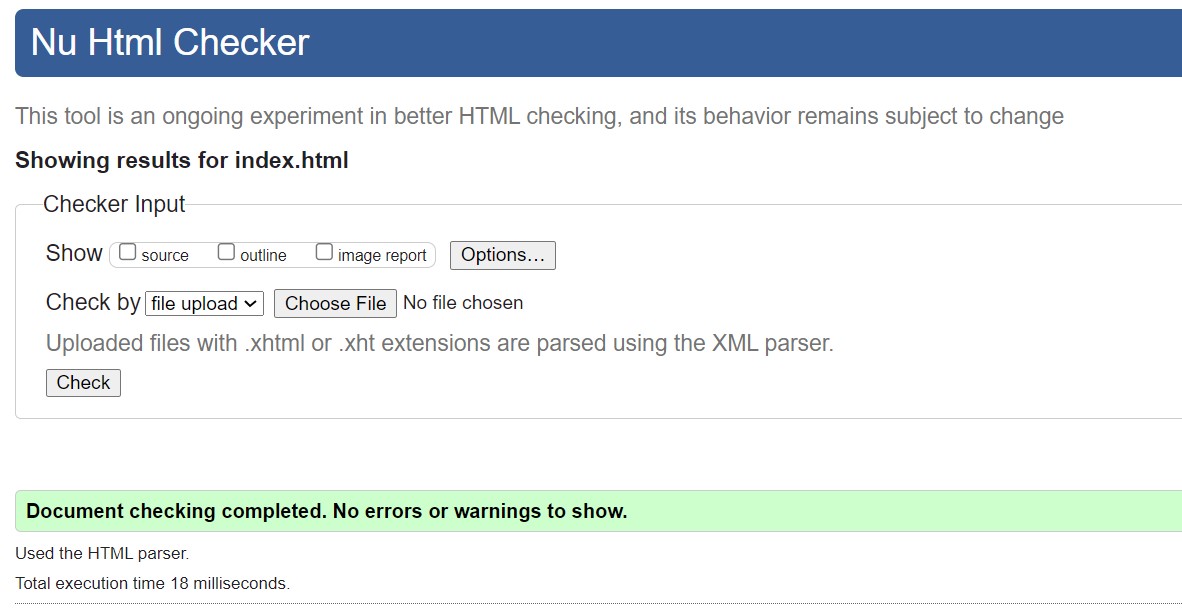 Nu Html Checker
This tool is an ongoing experiment in better HTML checking, and its behavior remains subject to change
Showing results for index.html
Checker Input
Show source outline image report Options...
Check by file upload Choose File No file chosen
Uploaded files with .xhtml or .xht extensions are parsed using the XML parser.
Check
Document checking completed. No errors or warnings to show.
Used the HTML parser.
Total execution time 18 milliseconds.